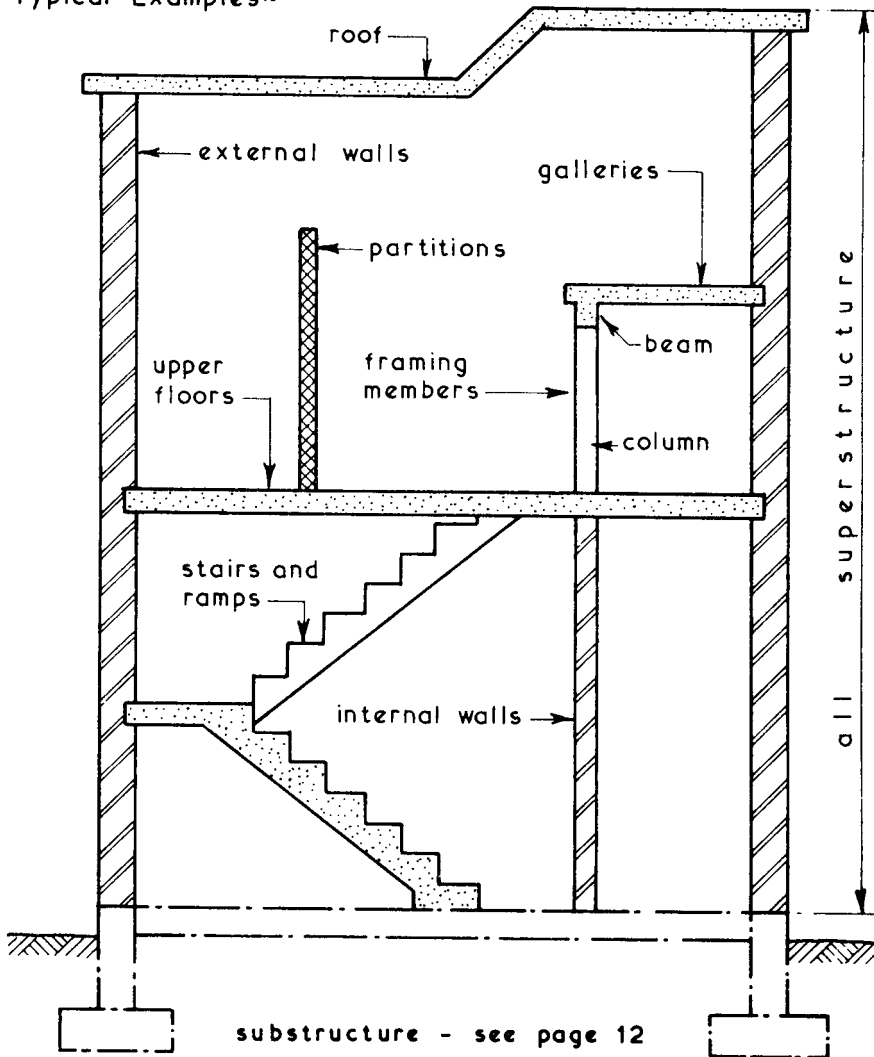 Typical Examples~
roof
external walls
galleries
partitions
beam
upper
floors
framing
members
column
stairs and
ramps
internal walls
all superstructure
substructure - see page 12